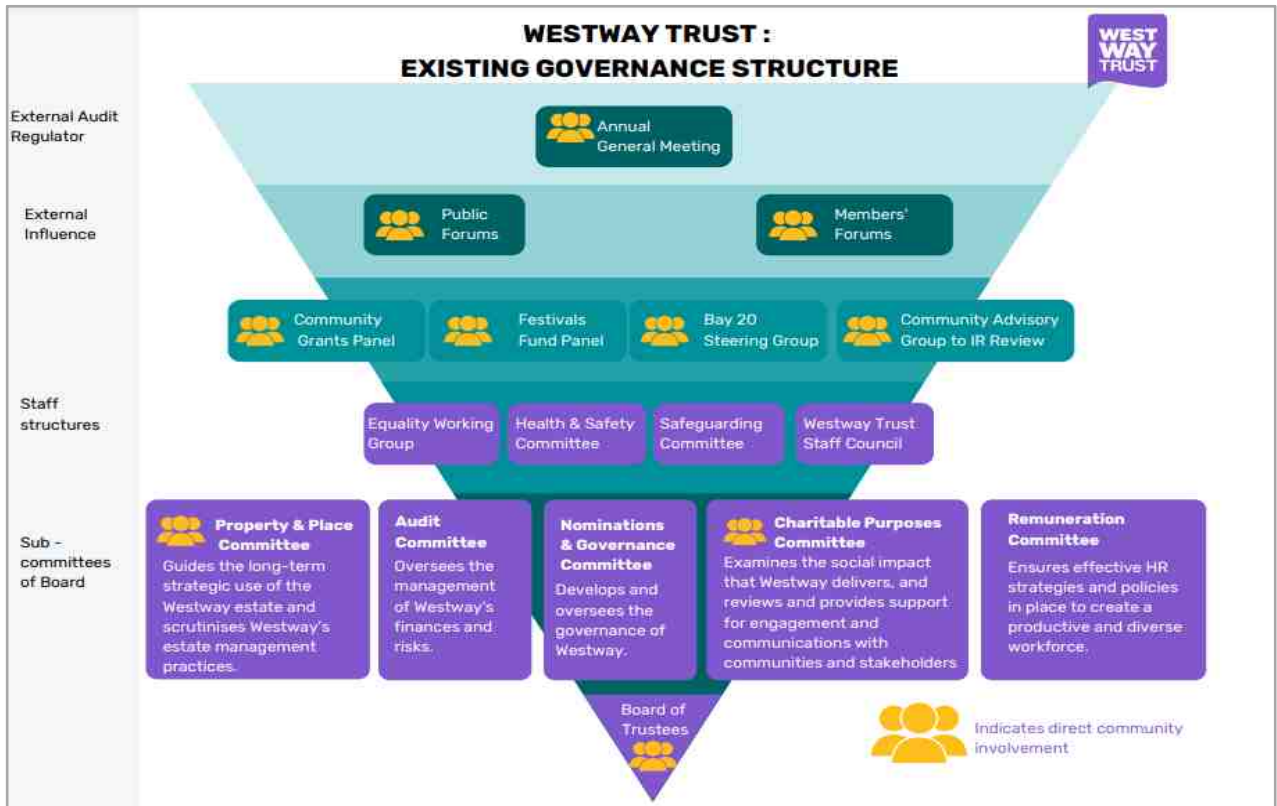 WESTWAY TRUST :
EXISTING GOVERNANCE STRUCTURE
WEST
WAY
TRUST
External Audit
Regulator
Annual
General Meeting
External
Influence
Public
Forums
Members'
Forums
Community
Grants Panel
Festivals
Fund Panel
Bay 20
Steering Group
Community Advisory
Group to IR Review
Staff
structures
Equality Working
Group
Health & Safety
Committee
Safeguarding
Committee
Westway Trust
Staff Council
Sub -
committees
of Board
Property & Place
Committee
Guides the long-term
strategic use of the
Westway estate and
scrutinises Westway's
estate management
practices.
Audit
Committee
Oversees the
management
of Westway's
finances and
risks.
Nominations
& Governance
Committee
Develops and
oversees the
governance of
Westway.
Charitable Purposes
Committee
Examines the social impact
that Westway delivers, and
reviews and provides support
for engagement and
communications with
communities and stakeholders
Remuneration
Committee
Ensures effective HR
strategies and policies
in place to create a
productive and diverse
workforce.
Board of
Trustees
Indicates direct community
involvement